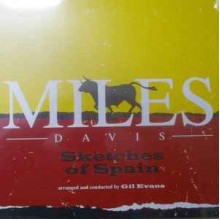 MILES
DAVIS
Sketches
of Spain
arranged and conducted by Gil Evans